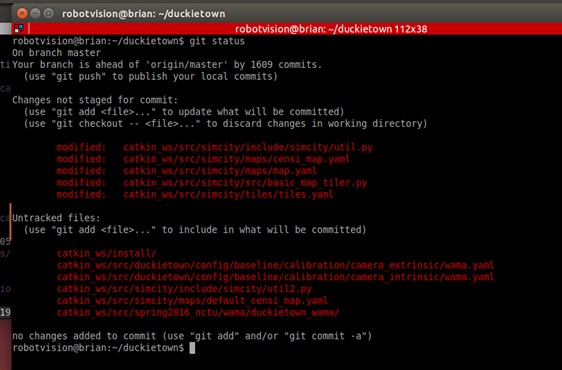 robotvision@brian: ~/duckietown
robotvision@brian: ~/duckietown 112x38
robotvision@brian:~/duckietown$ git status
On branch master
Your branch is ahead of 'origin/master' by 1609 commits.
  (use "git push" to publish your local commits)
Changes not staged for commit:
  (use "git add <file>..." to update what will be committed)
  (use "git checkout -- <file>..." to discard changes in working directory)
modified:   catkin_ws/src/simcity/include/simcity/util.py
modified:   catkin_ws/src/simcity/maps/censi_map.yaml
modified:   catkin_ws/src/simcity/maps/map.yaml
modified:   catkin_ws/src/simcity/src/basic_map_tiler.py
modified:   catkin_ws/src/simcity/tiles/tiles.yaml
Untracked files:
  (use "git add <file>..." to include in what will be committed)
catkin_ws/install/
catkin_ws/src/duckietown/config/baseline/calibration/camera_extrinsic/wama.yaml
catkin_ws/src/duckietown/config/baseline/calibration/camera_intrinsic/wama.yaml
catkin_ws/src/simcity/include/simcity/util2.py
catkin_ws/src/simcity/maps/default_censi_map.yaml
catkin_ws/src/spring2016_nctu/wama/duckietown_wama/
no changes added to commit (use "git add" and/or "git commit -a")
robotvision@brian:~/duckietown$
ti
ca
ca
05
s/
io
19